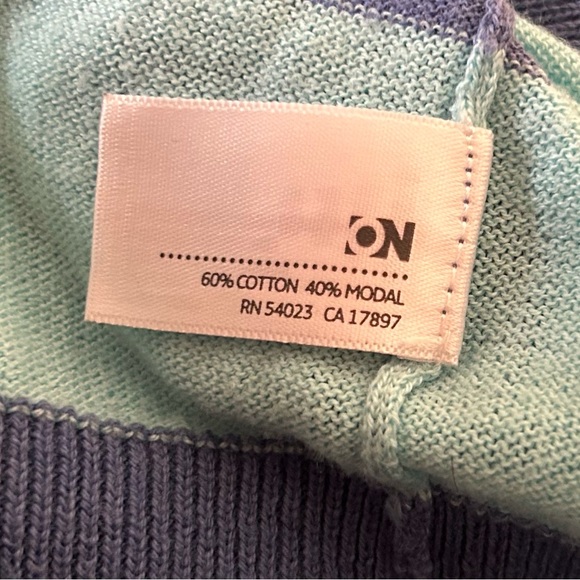 ON
60% COTTON 40% MODAL
RN 54023 CA 17897